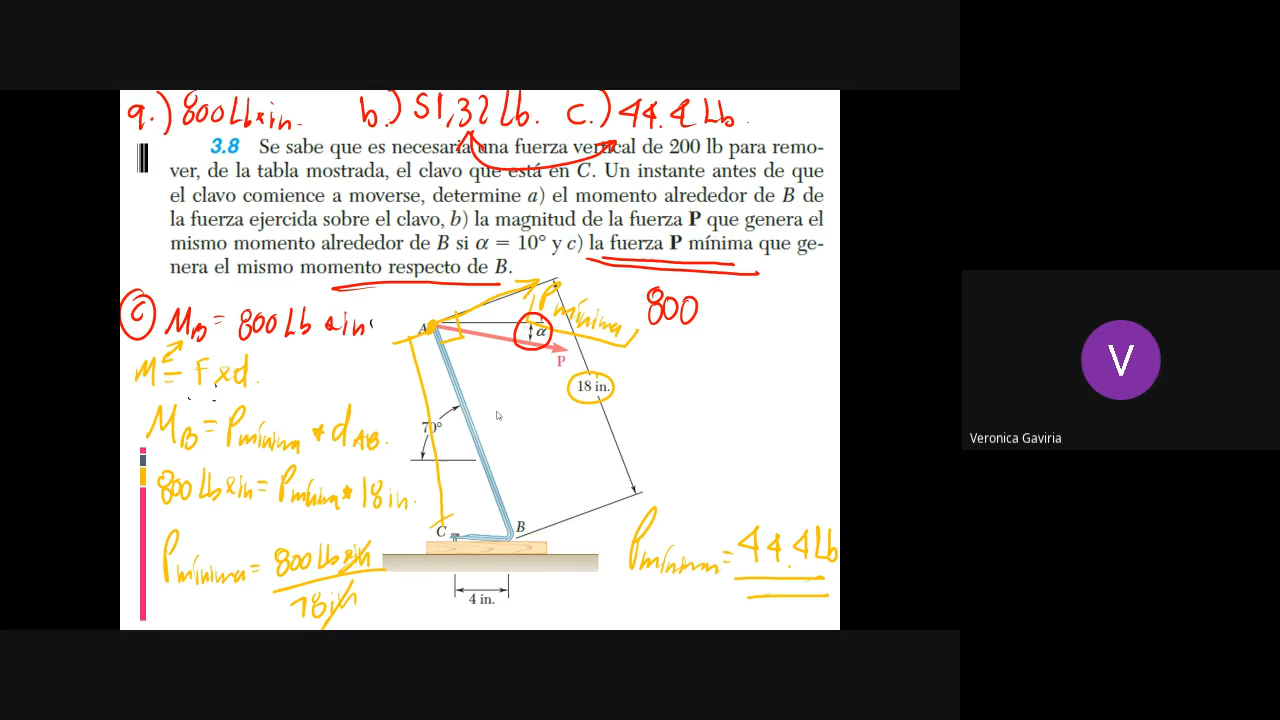 a.) 800 Lb*in. b.) 51,32 Lb. c.) 44.4 Lb.
3.8 Se sabe que es necesaria una fuerza vertical de 200 lb para remo-
ver, de la tabla mostrada, el clavo que está en C. Un instante antes de que
el clavo comience a moverse, determine a) el momento alrededor de B de
la fuerza ejercida sobre el clavo, b) la magnitud de la fuerza P que genera el
mismo momento alrededor de B si α = 10° y c) la fuerza P mínima que ge-
nera el mismo momento respecto de B.
c) MB = 800 Lb*in
M = F*d.
MB = Pmínima * dAB.
800 Lb*in = Pmínima * 18 in.
Pmínima = 800 Lb*in
18in
A
Pmínima
α
P
800
18 in.
70°
C
B
4 in.
Pmínima = 44.4 Lb
V
Veronica Gaviria